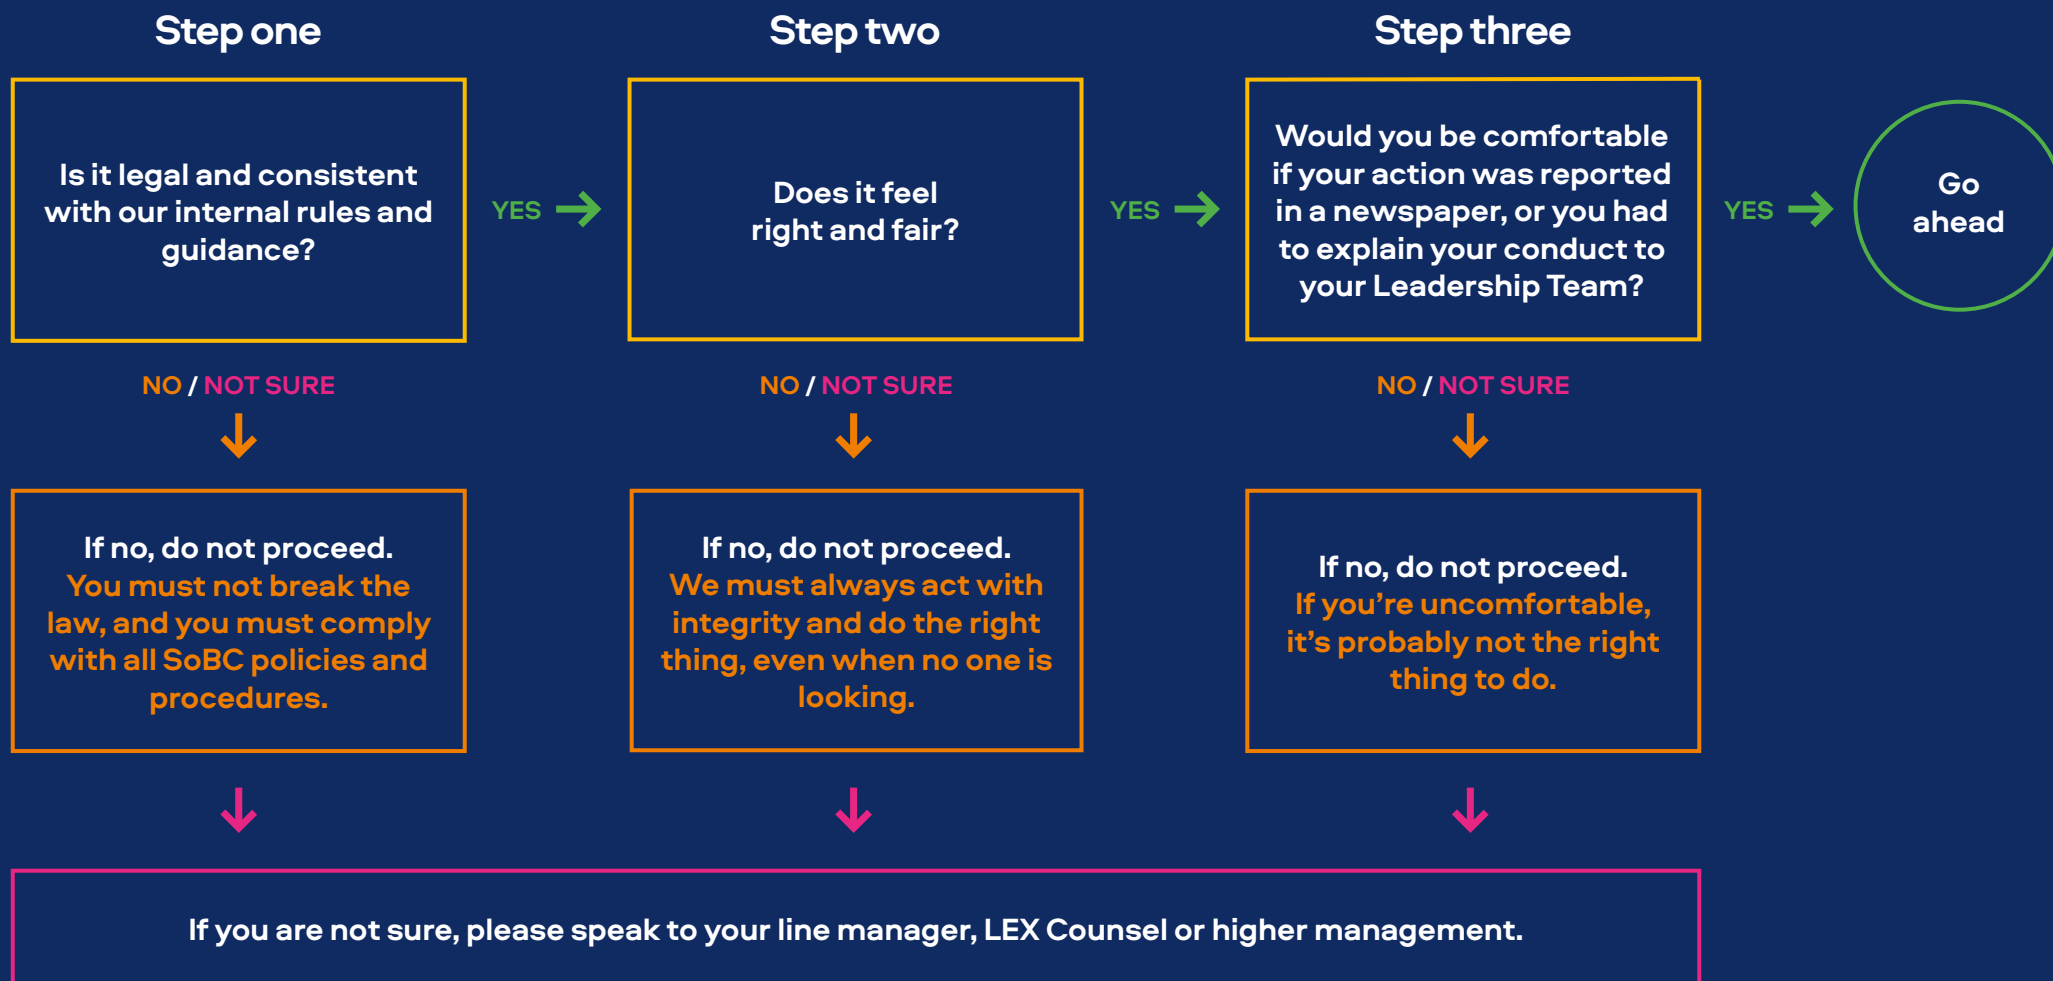 Step one
Step two
Step three
Is it legal and consistent
with our internal rules and
guidance?
YES
Does it feel
right and fair?
YES
Would you be comfortable
if your action was reported
in a newspaper, or you had
to explain your conduct to
your Leadership Team?
YES
Go
ahead
NO / NOT SURE
NO / NOT SURE
NO / NOT SURE
If no, do not proceed.
You must not break the
law, and you must comply
with all SoBC policies and
procedures.
If no, do not proceed.
We must always act with
integrity and do the right
thing, even when no one is
looking.
If no, do not proceed.
If you're uncomfortable,
it's probably not the right
thing to do.
If you are not sure, please speak to your line manager, LEX Counsel or higher management.